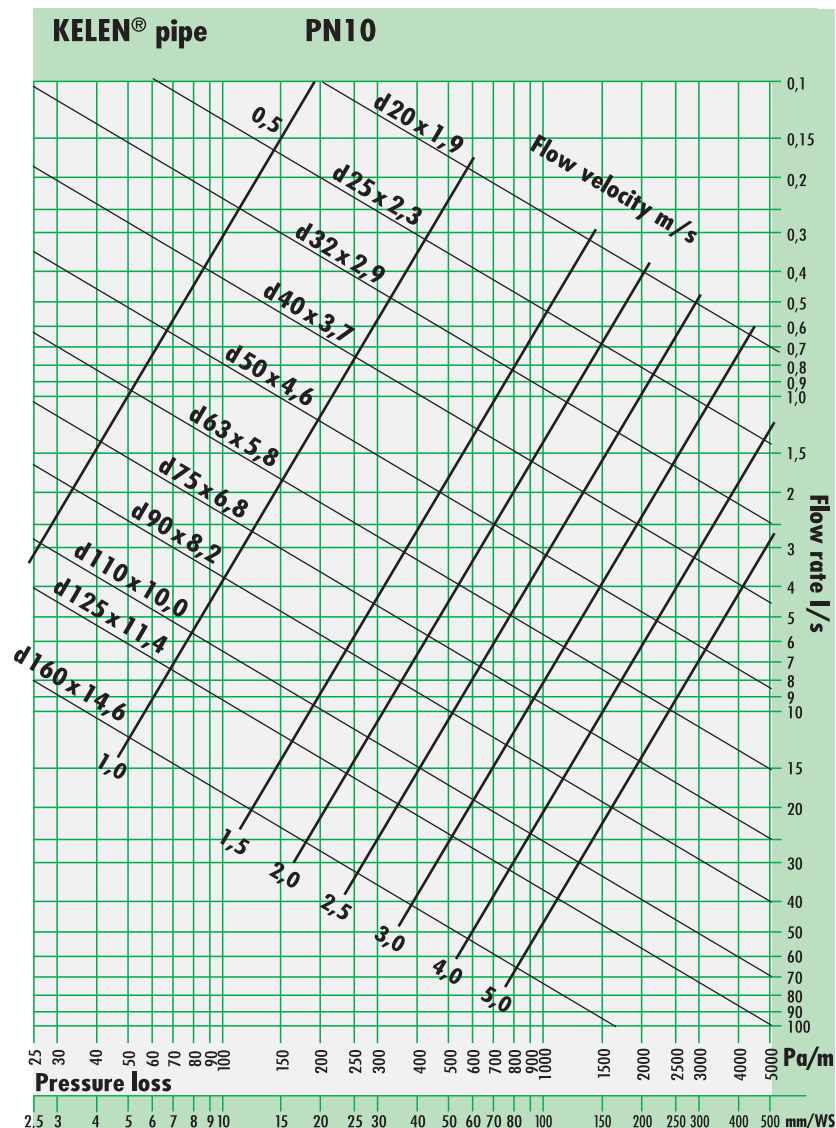 KELEN® pipe PN10
0,5
d20x1,9
Flow velocity m/s
d25x2,3
d32x2,9
d40x3,7
d50x4,6
d63x5,8
d75x6,8
d90x8,2
d110x10,0
d125x11,4
d160x14,6
1,0
1,5
2,0
2,5
3,0
4,0
5,0
0,1
0,15
0,2
0,3
0,4
0,5
0,6
0,7
0,8
0,9
1,0
1,5
2
3
4
5
6
7
8
9
10
15
20
30
40
50
60
70
80
90
100
Flow rate l/s
25 30 40 50 60 70 80 90 100 150 200 250 300 400 500 600 700 800 900 1000 1500 2000 2500 3000 4000 5000 Pa/m
Pressure loss
2,5 3 4 5 6 7 8 9 10 15 20 25 30 40 50 60 70 80 100 150 200 250 300 400 500 mm/WS